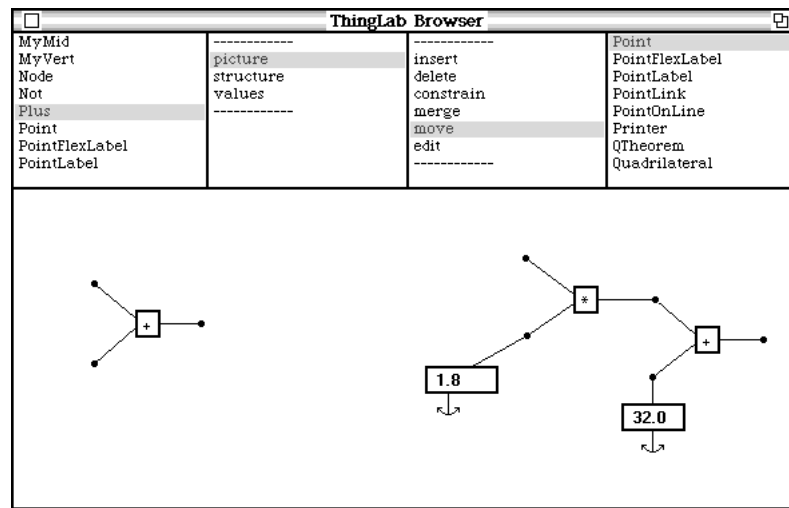 ThingLab Browser
MyMid
MyVert
Node
Not
Plus
Point
PointFlexLabel
PointLabel
------------
picture
structure
values
------------
------------
insert
delete
constrain
merge
move
edit
------------
Point
PointFlexLabel
PointLabel
PointLink
PointOnLine
Printer
QTheorem
Quadrilateral
+
*
+
1.8
32.0